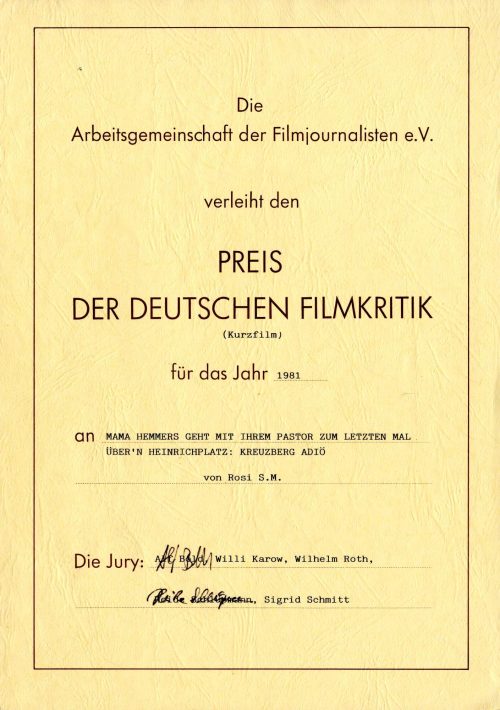 Die
Arbeitsgemeinschaft der Filmjournalisten e.V.
verleiht den
PREIS
DER DEUTSCHEN FILMKRITIK
(Kurzfilm)
für das Jahr 1981
an MAMA HEMMERS GEHT MIT IHREM PASTOR ZUM LETZTEN MAL
ÜBER'N HEINRICHPLATZ: KREUZBERG ADIÖ
von Rosi S.M.
Die Jury: Willi Karow, Wilhelm Roth,
Sigrid Schmitt